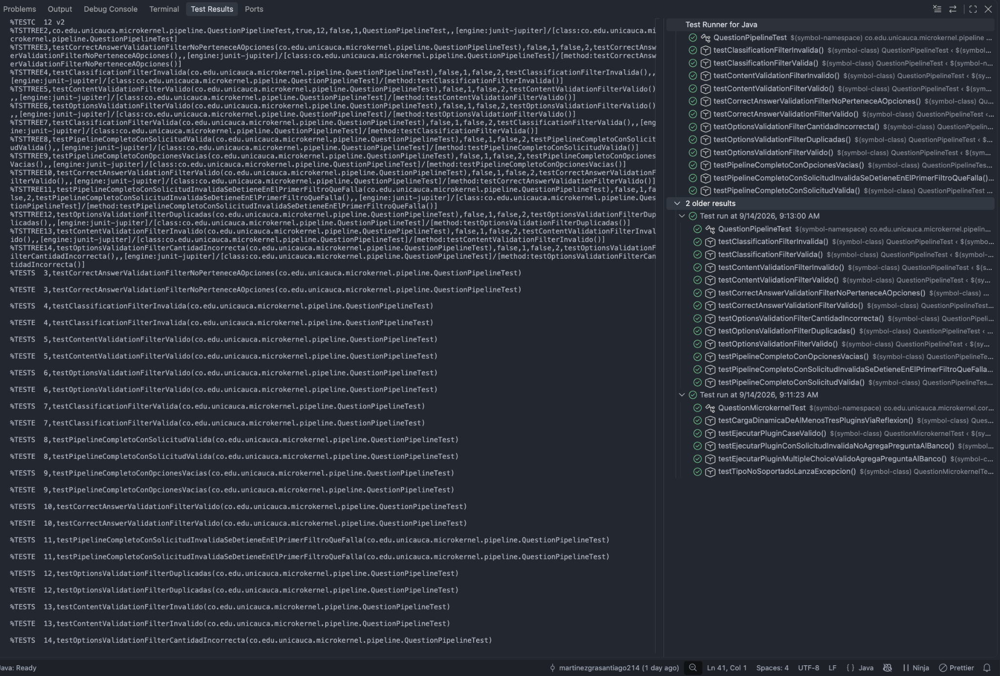 Problems Output Debug Console Terminal Test Results Ports
%TESTC  12 v2
%TSTTREE2,co.edu.unicauca.microkernel.pipeline.QuestionPipelineTest,true,12,false,1,QuestionPipelineTest,,[engine:junit-jupiter]/[class:co.edu.unicauca.mi
crokernel.pipeline.QuestionPipelineTest]
%TSTTREE3,testCorrectAnswerValidationFilterNoPerteneceAOpciones(co.edu.unicauca.microkernel.pipeline.QuestionPipelineTest),false,1,false,2,testCorrectAnsw
erValidationFilterNoPerteneceAOpciones(),,[engine:junit-jupiter]/[class:co.edu.unicauca.microkernel.pipeline.QuestionPipelineTest]/[method:testCorrectAnsw
erValidationFilterNoPerteneceAOpciones()]
%TSTTREE4,testClassificationFilterInvalida(co.edu.unicauca.microkernel.pipeline.QuestionPipelineTest),false,1,false,2,testClassificationFilterInvalida(),,
[engine:junit-jupiter]/[class:co.edu.unicauca.microkernel.pipeline.QuestionPipelineTest]/[method:testClassificationFilterInvalida()]
%TSTTREE5,testContentValidationFilterValido(co.edu.unicauca.microkernel.pipeline.QuestionPipelineTest),false,1,false,2,testContentValidationFilterValido()
,,[engine:junit-jupiter]/[class:co.edu.unicauca.microkernel.pipeline.QuestionPipelineTest]/[method:testContentValidationFilterValido()]
%TSTTREE6,testOptionsValidationFilterValido(co.edu.unicauca.microkernel.pipeline.QuestionPipelineTest),false,1,false,2,testOptionsValidationFilterValido()
,,[engine:junit-jupiter]/[class:co.edu.unicauca.microkernel.pipeline.QuestionPipelineTest]/[method:testOptionsValidationFilterValido()]
%TSTTREE7,testClassificationFilterValida(co.edu.unicauca.microkernel.pipeline.QuestionPipelineTest),false,1,false,2,testClassificationFilterValida(),,[eng
ine:junit-jupiter]/[class:co.edu.unicauca.microkernel.pipeline.QuestionPipelineTest]/[method:testClassificationFilterValida()]
%TSTTREE8,testPipelineCompletoConSolicitudValida(co.edu.unicauca.microkernel.pipeline.QuestionPipelineTest),false,1,false,2,testPipelineCompletoConSolicit
udValida(),,[engine:junit-jupiter]/[class:co.edu.unicauca.microkernel.pipeline.QuestionPipelineTest]/[method:testPipelineCompletoConSolicitudValida()]
%TSTTREE9,testPipelineCompletoConOpcionesVacias(co.edu.unicauca.microkernel.pipeline.QuestionPipelineTest),false,1,false,2,testPipelineCompletoConOpciones
Vacias(),,[engine:junit-jupiter]/[class:co.edu.unicauca.microkernel.pipeline.QuestionPipelineTest]/[method:testPipelineCompletoConOpcionesVacias()]
%TSTTREE10,testCorrectAnswerValidationFilterValido(co.edu.unicauca.microkernel.pipeline.QuestionPipelineTest),false,1,false,2,testCorrectAnswerValidationF
ilterValido(),,[engine:junit-jupiter]/[class:co.edu.unicauca.microkernel.pipeline.QuestionPipelineTest]/[method:testCorrectAnswerValidationFilterValido()]
%TSTTREE11,testPipelineCompletoConSolicitudInvalidaSeDetieneEnElPrimerFiltroQueFalla(co.edu.unicauca.microkernel.pipeline.QuestionPipelineTest),false,1,fa
lse,2,testPipelineCompletoConSolicitudInvalidaSeDetieneEnElPrimerFiltroQueFalla(),,[engine:junit-jupiter]/[class:co.edu.unicauca.microkernel.pipeline.Ques
tionPipelineTest]/[method:testPipelineCompletoConSolicitudInvalidaSeDetieneEnElPrimerFiltroQueFalla()]
%TSTTREE12,testOptionsValidationFilterDuplicadas(co.edu.unicauca.microkernel.pipeline.QuestionPipelineTest),false,1,false,2,testOptionsValidationFilterDup
licadas(),,[engine:junit-jupiter]/[class:co.edu.unicauca.microkernel.pipeline.QuestionPipelineTest]/[method:testOptionsValidationFilterDuplicadas()]
%TSTTREE13,testContentValidationFilterInvalido(co.edu.unicauca.microkernel.pipeline.QuestionPipelineTest),false,1,false,2,testContentValidationFilterInval
ido(),,[engine:junit-jupiter]/[class:co.edu.unicauca.microkernel.pipeline.QuestionPipelineTest]/[method:testContentValidationFilterInvalido()]
%TSTTREE14,testOptionsValidationFilterCantidadIncorrecta(co.edu.unicauca.microkernel.pipeline.QuestionPipelineTest),false,1,false,2,testOptionsValidationF
ilterCantidadIncorrecta(),,[engine:junit-jupiter]/[class:co.edu.unicauca.microkernel.pipeline.QuestionPipelineTest]/[method:testOptionsValidationFilterCan
tidadIncorrecta()]
%TESTS  3,testCorrectAnswerValidationFilterNoPerteneceAOpciones(co.edu.unicauca.microkernel.pipeline.QuestionPipelineTest)
%TESTE  3,testCorrectAnswerValidationFilterNoPerteneceAOpciones(co.edu.unicauca.microkernel.pipeline.QuestionPipelineTest)
%TESTS  4,testClassificationFilterInvalida(co.edu.unicauca.microkernel.pipeline.QuestionPipelineTest)
%TESTE  4,testClassificationFilterInvalida(co.edu.unicauca.microkernel.pipeline.QuestionPipelineTest)
%TESTS  5,testContentValidationFilterValido(co.edu.unicauca.microkernel.pipeline.QuestionPipelineTest)
%TESTE  5,testContentValidationFilterValido(co.edu.unicauca.microkernel.pipeline.QuestionPipelineTest)
%TESTS  6,testOptionsValidationFilterValido(co.edu.unicauca.microkernel.pipeline.QuestionPipelineTest)
%TESTE  6,testOptionsValidationFilterValido(co.edu.unicauca.microkernel.pipeline.QuestionPipelineTest)
%TESTS  7,testClassificationFilterValida(co.edu.unicauca.microkernel.pipeline.QuestionPipelineTest)
%TESTE  7,testClassificationFilterValida(co.edu.unicauca.microkernel.pipeline.QuestionPipelineTest)
%TESTS  8,testPipelineCompletoConSolicitudValida(co.edu.unicauca.microkernel.pipeline.QuestionPipelineTest)
%TESTE  8,testPipelineCompletoConSolicitudValida(co.edu.unicauca.microkernel.pipeline.QuestionPipelineTest)
%TESTS  9,testPipelineCompletoConOpcionesVacias(co.edu.unicauca.microkernel.pipeline.QuestionPipelineTest)
%TESTE  9,testPipelineCompletoConOpcionesVacias(co.edu.unicauca.microkernel.pipeline.QuestionPipelineTest)
%TESTS  10,testCorrectAnswerValidationFilterValido(co.edu.unicauca.microkernel.pipeline.QuestionPipelineTest)
%TESTE  10,testCorrectAnswerValidationFilterValido(co.edu.unicauca.microkernel.pipeline.QuestionPipelineTest)
%TESTS  11,testPipelineCompletoConSolicitudInvalidaSeDetieneEnElPrimerFiltroQueFalla(co.edu.unicauca.microkernel.pipeline.QuestionPipelineTest)
%TESTE  11,testPipelineCompletoConSolicitudInvalidaSeDetieneEnElPrimerFiltroQueFalla(co.edu.unicauca.microkernel.pipeline.QuestionPipelineTest)
%TESTS  12,testOptionsValidationFilterDuplicadas(co.edu.unicauca.microkernel.pipeline.QuestionPipelineTest)
%TESTE  12,testOptionsValidationFilterDuplicadas(co.edu.unicauca.microkernel.pipeline.QuestionPipelineTest)
%TESTS  13,testContentValidationFilterInvalido(co.edu.unicauca.microkernel.pipeline.QuestionPipelineTest)
%TESTE  13,testContentValidationFilterInvalido(co.edu.unicauca.microkernel.pipeline.QuestionPipelineTest)
%TESTS  14,testOptionsValidationFilterCantidadIncorrecta(co.edu.unicauca.microkernel.pipeline.QuestionPipelineTest)
Test Runner for Java
QuestionPipelineTest $(symbol-namespace) co.edu.unicauca.microkernel.pipeline ...
testClassificationFilterInvalida() $(symbol-class) QuestionPipelineTest ‹ $(symbol...
testClassificationFilterValida() $(symbol-class) QuestionPipelineTest ‹ $(symbol-n...
testContentValidationFilterInvalido() $(symbol-class) QuestionPipelineTest ‹ $(sy...
testContentValidationFilterValido() $(symbol-class) QuestionPipelineTest ‹ $(sym...
testCorrectAnswerValidationFilterNoPerteneceAOpciones() $(symbol-class) Qu...
testCorrectAnswerValidationFilterValido() $(symbol-class) QuestionPipelineTest ‹...
testOptionsValidationFilterCantidadIncorrecta() $(symbol-class) QuestionPipelin...
testOptionsValidationFilterDuplicadas() $(symbol-class) QuestionPipelineTest ‹ $...
testOptionsValidationFilterValido() $(symbol-class) QuestionPipelineTest ‹ $(sym...
testPipelineCompletoConOpcionesVacias() $(symbol-class) QuestionPipelineTes...
testPipelineCompletoConSolicitudInvalidaSeDetieneEnElPrimerFiltroQueFalla()...
testPipelineCompletoConSolicitudValida() $(symbol-class) QuestionPipelineTest ...
2 older results
Test run at 9/14/2026, 9:13:00 AM
QuestionPipelineTest $(symbol-namespace) co.edu.unicauca.microkernel.pipelin...
testClassificationFilterInvalida() $(symbol-class) QuestionPipelineTest ‹ $(symbo...
testClassificationFilterValida() $(symbol-class) QuestionPipelineTest ‹ $(symbol-...
testContentValidationFilterInvalido() $(symbol-class) QuestionPipelineTest ‹ $(s...
testContentValidationFilterValido() $(symbol-class) QuestionPipelineTest ‹ $(sy...
testCorrectAnswerValidationFilterNoPerteneceAOpciones() $(symbol-class) ...
testCorrectAnswerValidationFilterValido() $(symbol-class) QuestionPipelineTest...
testOptionsValidationFilterCantidadIncorrecta() $(symbol-class) QuestionPipeli...
testOptionsValidationFilterDuplicadas() $(symbol-class) QuestionPipelineTest ‹ ...
testOptionsValidationFilterValido() $(symbol-class) QuestionPipelineTest ‹ $(sy...
testPipelineCompletoConOpcionesVacias() $(symbol-class) QuestionPipelineTe...
testPipelineCompletoConSolicitudInvalidaSeDetieneEnElPrimerFiltroQueFalla...
testPipelineCompletoConSolicitudValida() $(symbol-class) QuestionPipelineTes...
Test run at 9/14/2026, 9:11:23 AM
QuestionMicrokernelTest $(symbol-namespace) co.edu.unicauca.microkernel.cor...
testCargaDinamicaDeAlMenosTresPluginsViaReflexion() $(symbol-class) Ques...
testEjecutarPluginCaseValido() $(symbol-class) QuestionMicrokernelTest ‹ $(sy...
testEjecutarPluginConSolicitudInvalidaNoAgregaPreguntaAlBanco() $(symbol...
testEjecutarPluginMultipleChoiceValidoAgregaPreguntaAlBanco() $(symbol-c...
testTipoNoSoportadoLanzaExcepcion() $(symbol-class) QuestionMicrokernelTe...
Java: Ready martinezgrasantiago214 (1 day ago) Ln 41, Col 1 Spaces: 4 UTF-8 LF {} Java Ninja Prettier